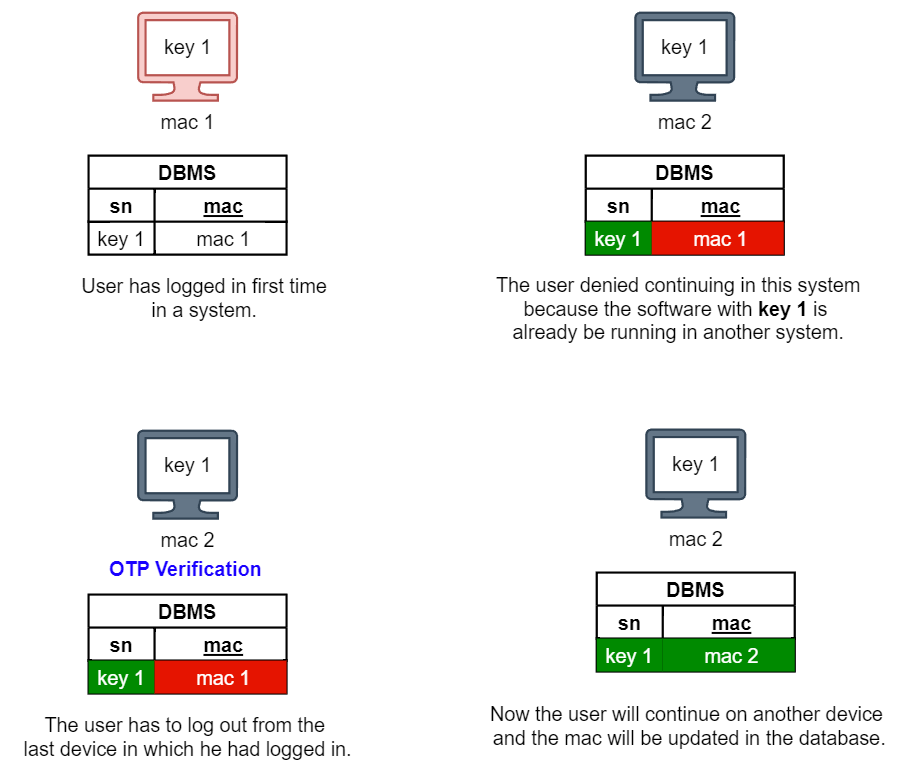 key 1
mac 1
DBMS
sn mac
key 1 mac 1
User has logged in first time
in a system.
key 1
mac 2
DBMS
sn mac
key 1 mac 1
The user denied continuing in this system
because the software with key 1 is
already be running in another system.
key 1
mac 2
OTP Verification
DBMS
sn mac
key 1 mac 1
The user has to log out from the
last device in which he had logged in.
key 1
mac 2
DBMS
sn mac
key 1 mac 2
Now the user will continue on another device
and the mac will be updated in the database.